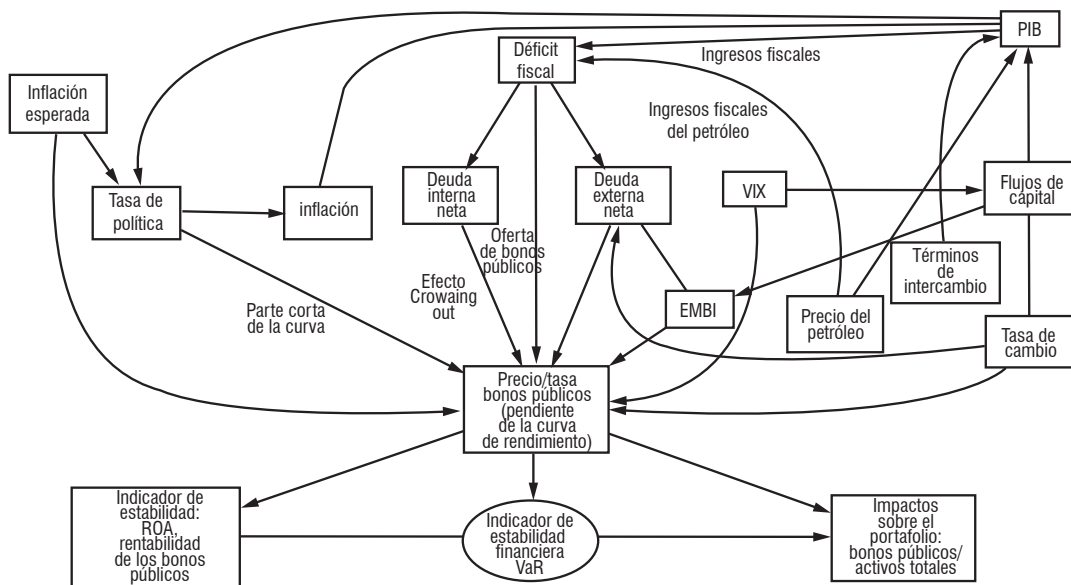 PIB
Déficit
fiscal
Ingresos fiscales
Inflación
esperada
Ingresos fiscales
del petróleo
Tasa de
política
inflación
Deuda
interna
neta
Deuda
externa
neta
VIX
Flujos de
cápital
Oferta
de bonos
públicos
Términos de
intercambio
Efecto
Crowaing
out
Parte corta
de la curva
EMBI
Precio del
petróleo
Tasa de
cambio
Precio/tasa
bonos públicos
(pendiente
de la curva
de rendimiento)
Indicador de
estabilidad:
ROA,
rentabilidad
de los bonos
públicos
Indicador de
estabilidad
financiera
VaR
Impactos
sobre el
portafolio:
bonos públicos/
activos totales